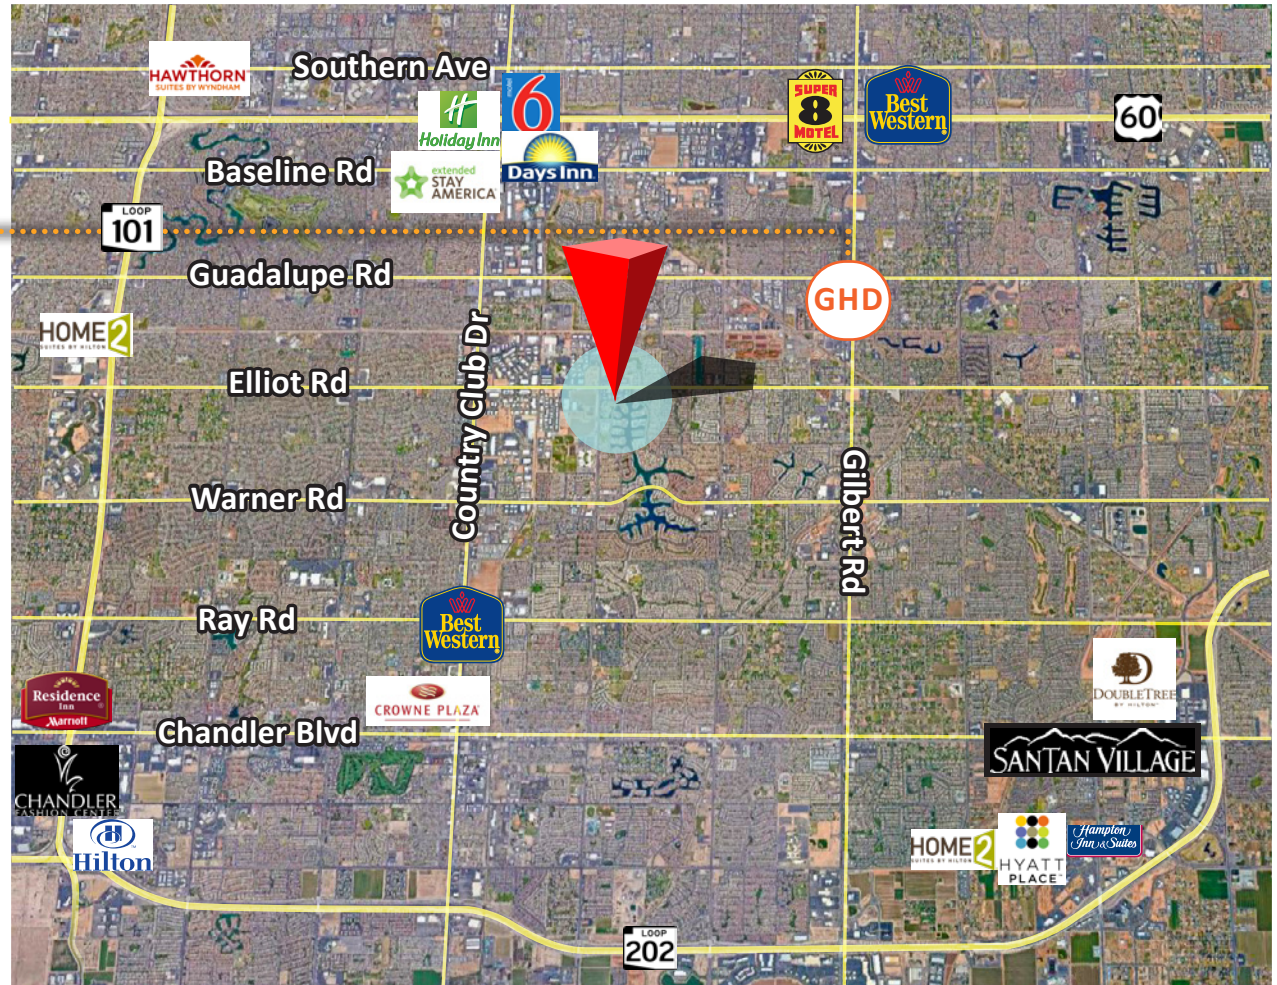 HAWTHORN
SUITES BY WYNDHAM
Southern Ave
Holiday Inn
motel
6
SUPER
8
MOTEL
Best
Western
60
Baseline Rd
extended
STAY
AMERICA
Days Inn
LOOP
101
Guadalupe Rd
GHD
HOME2
SUITES BY HILTON
Elliot Rd
Country Club Dr
Warner Rd
Gilbert Rd
Ray Rd
Best
Western
Residence
Inn
Marriott
CROWNE PLAZA
DOUBLETREE
BY HILTON
Chandler Blvd
SANTAN VILLAGE
CHANDLER
FASHION CENTER
Hilton
HOME2
SUITES BY HILTON
HYATT
PLACE
Hampton
Inn & Suites
LOOP
202